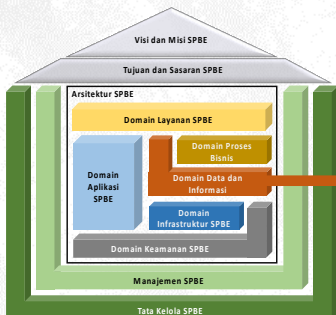 Visi dan Misi SPBE
Tujuan dan Sasaran SPBE
Arsitektur SPBE
Domain Layanan SPBE
Domain Proses
Bisnis
Domain
Aplikasi
SPBE
Domain Data dan
Informasi
Domain
Infrastruktur SPBE
Domain Keamanan SPBE
Manajemen SPBE
Tata Kelola SPBE